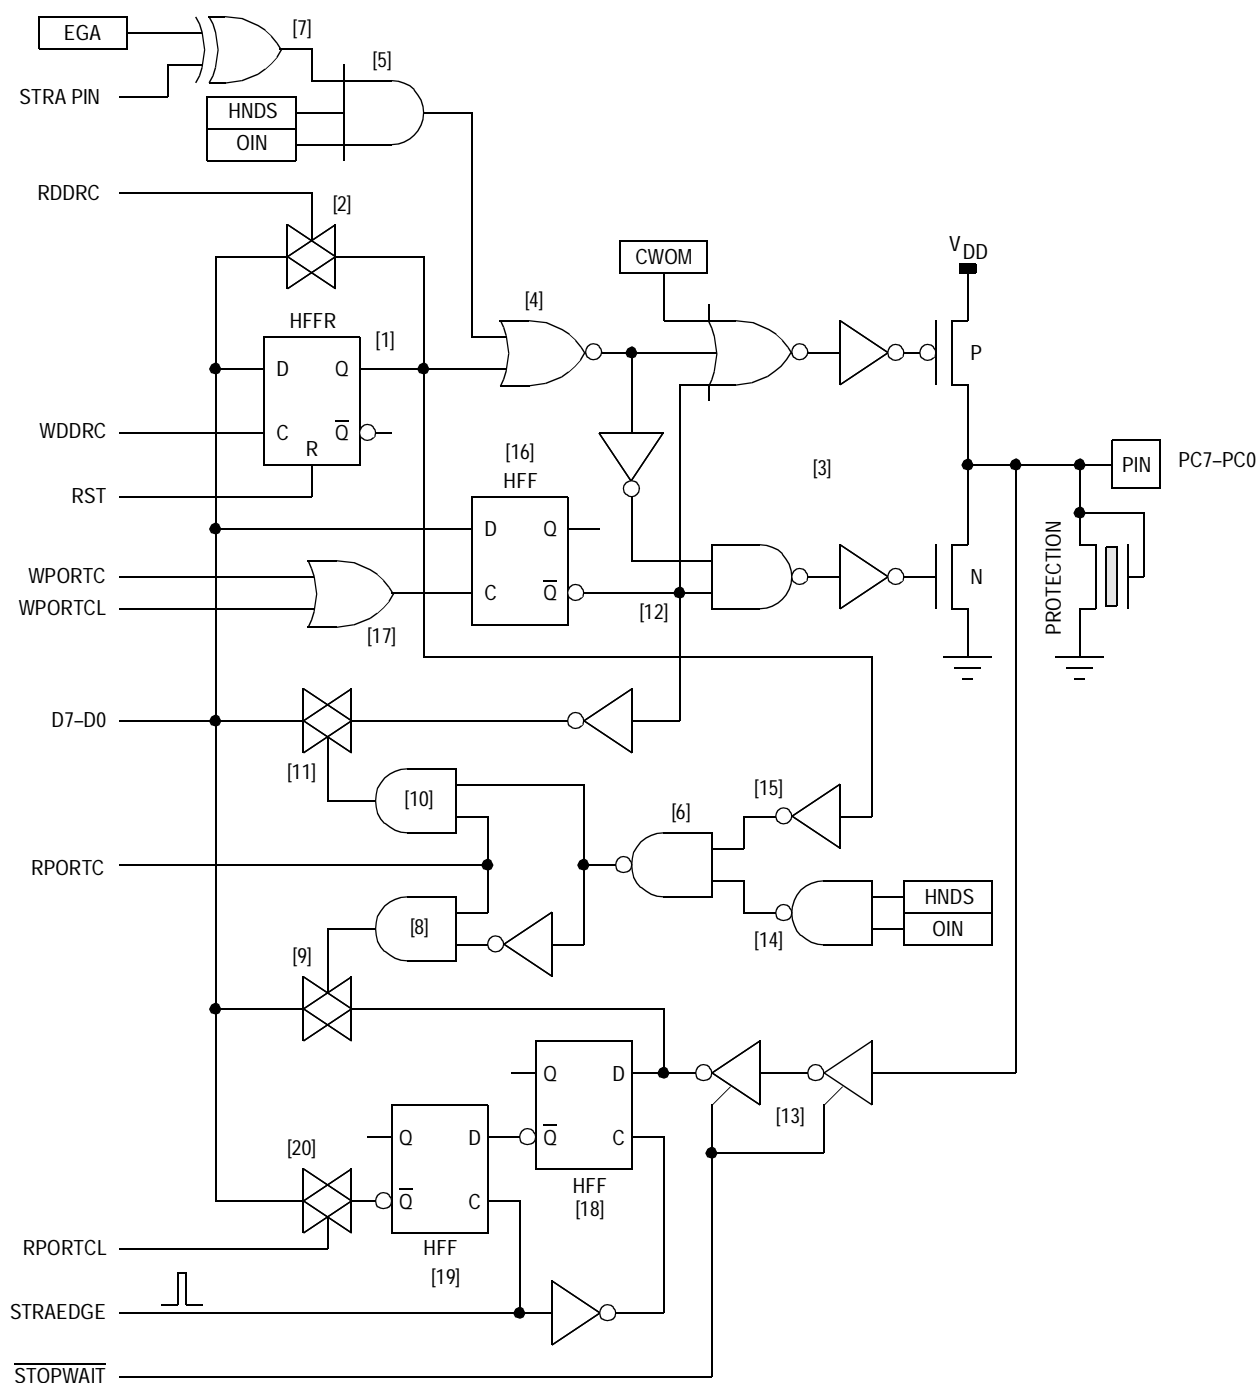 EGA
[7]
STRA PIN
[5]
HNDS
OIN
RDDRC
[2]
CWOM
VDD
[4]
HFFR
[1]
D
Q
P
WDDRC
C
Q̅
R
[16]
HFF
[3]
PIN
PC7–PC0
RST
D
Q
PROTECTION
WPORTC
C
Q̅
N
WPORTCL
[12]
[17]
D7–D0
[11]
[10]
[15]
[6]
RPORTC
HNDS
[8]
OIN
[14]
[9]
Q
D
[13]
Q
D
Q̅
C
[20]
HFF
Q̅
C
[18]
RPORTCL
HFF
[19]
STRAEDGE
S̅T̅O̅P̅W̅A̅I̅T̅